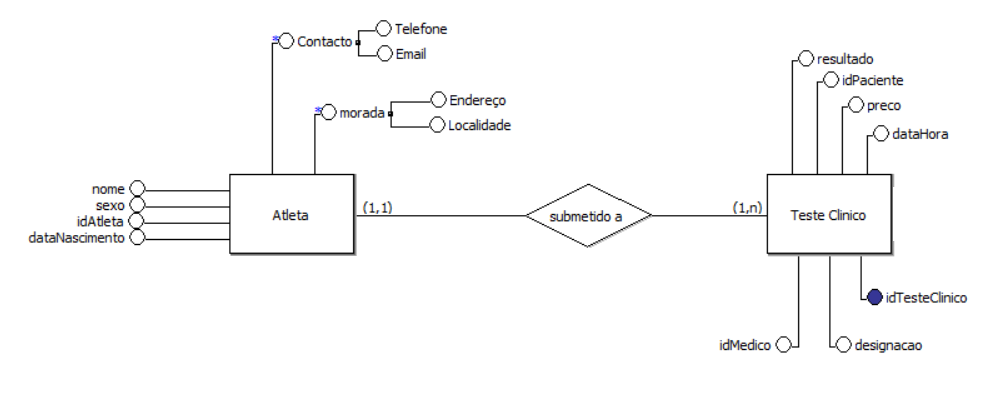 Telefone
* Contacto
Email
resultado
idPaciente
Endereço
* morada
preco
Localidade
dataHora
nome
sexo
idAtleta
dataNascimento
Atleta
(1,1)
submetido a
(1,n)
Teste Clinico
idTesteClinico
idMedico
designacao